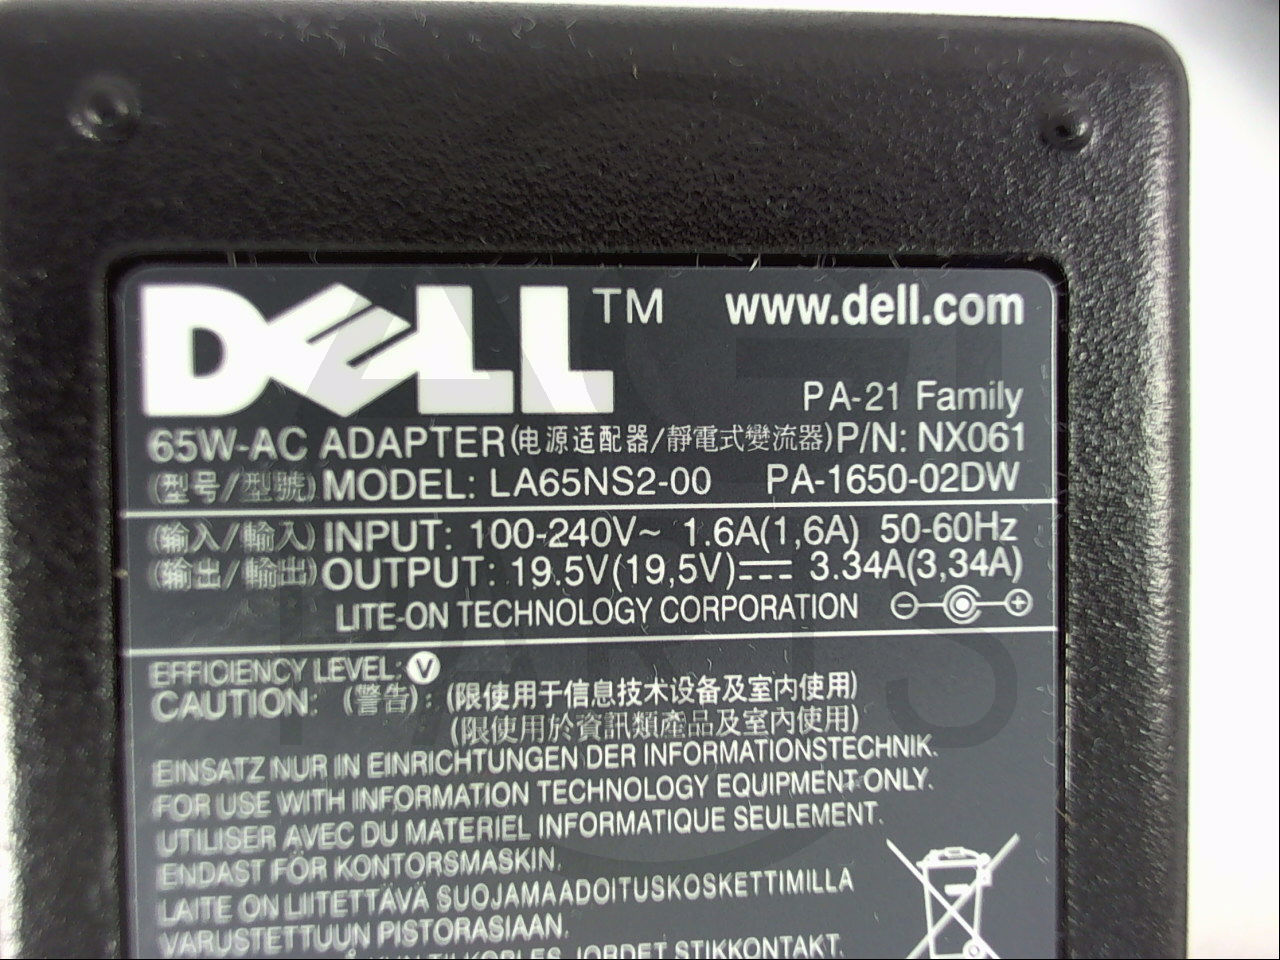 DELL™ www.dell.com
PA-21 Family
65W-AC ADAPTER(电源适配器/靜電式變流器)P/N: NX061
(型号/型號)MODEL: LA65NS2-00 PA-1650-02DW
(输入/輸入)INPUT: 100-240V~ 1.6A(1,6A) 50-60Hz
(输出/輸出)OUTPUT: 19.5V(19,5V)⎓ 3.34A(3,34A)
LITE-ON TECHNOLOGY CORPORATION
EFFICIENCY LEVEL: V
CAUTION: (警告): (限使用于信息技术设备及室内使用)
(限使用於資訊類產品及室內使用)
EINSATZ NUR IN EINRICHTUNGEN DER INFORMATIONSTECHNIK.
FOR USE WITH INFORMATION TECHNOLOGY EQUIPMENT ONLY.
UTILISER AVEC DU MATERIEL INFORMATIQUE SEULEMENT.
ENDAST FÖR KONTORSMASKIN.
LAITE ON LIITETTÄVÄ SUOJAMAADOITUSKOSKETTIMILLA
VARUSTETTUUN PISTORASIAAN.
TILKOPLES JORDET STIKKONTAKT.
PARTS